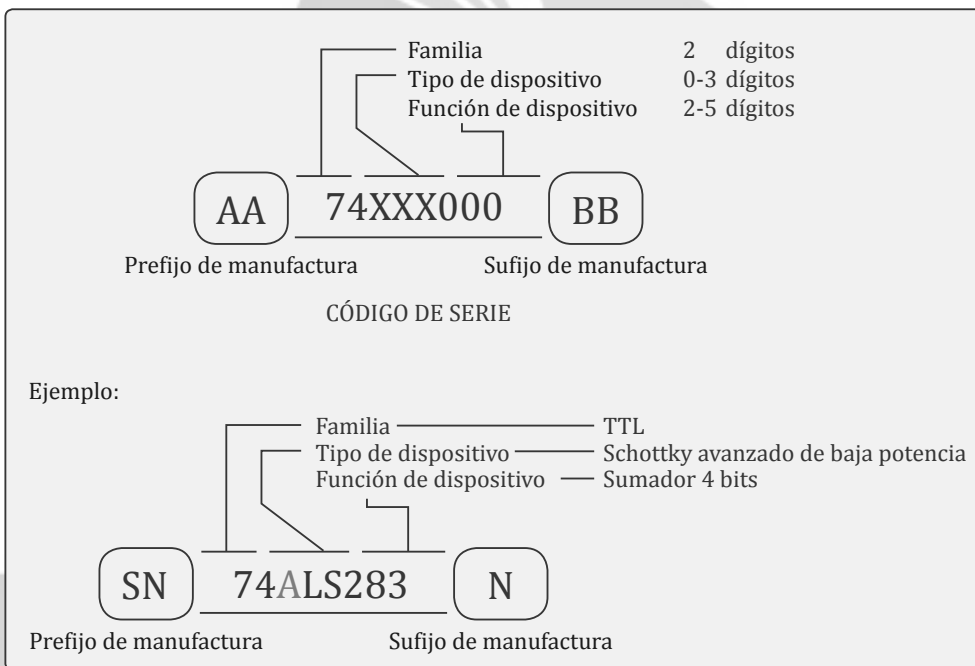 Familia 2 dígitos
Tipo de dispositivo 0-3 dígitos
Función de dispositivo 2-5 dígitos
AA 74XXX000 BB
Prefijo de manufactura Sufijo de manufactura
CÓDIGO DE SERIE
Ejemplo:
Familia TTL
Tipo de dispositivo Schottky avanzado de baja potencia
Función de dispositivo Sumador 4 bits
SN 74ALS283 N
Prefijo de manufactura Sufijo de manufactura